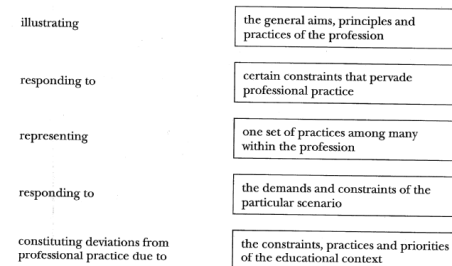 illustrating
the general aims, principles and
practices of the profession
responding to
certain constraints that pervade
professional practice
representing
one set of practices among many
within the profession
responding to
the demands and constraints of the
particular scenario
constituting deviations from
professional practice due to
the constraints, practices and priorities
of the educational context